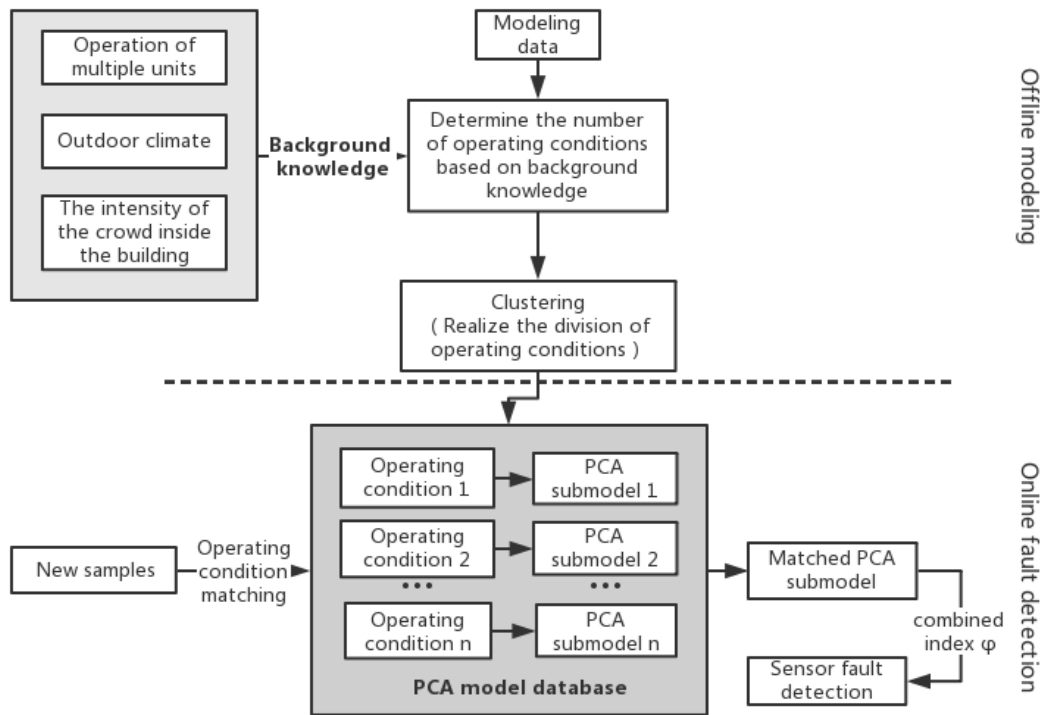 Operation of
multiple units
Outdoor climate
The intensity of
the crowd inside
the building
Background
knowledge
Modeling
data
Determine the number
of operating conditions
based on background
knowledge
Clustering
( Realize the division of
operating conditions )
Offline modeling
New samples
Operating
condition
matching
Operating
condition 1
PCA
submodel 1
Operating
condition 2
PCA
submodel 2
•••
•••
Operating
condition n
PCA
submodel n
PCA model database
Matched PCA
submodel
combined
index φ
Sensor fault
detection
Online fault detection